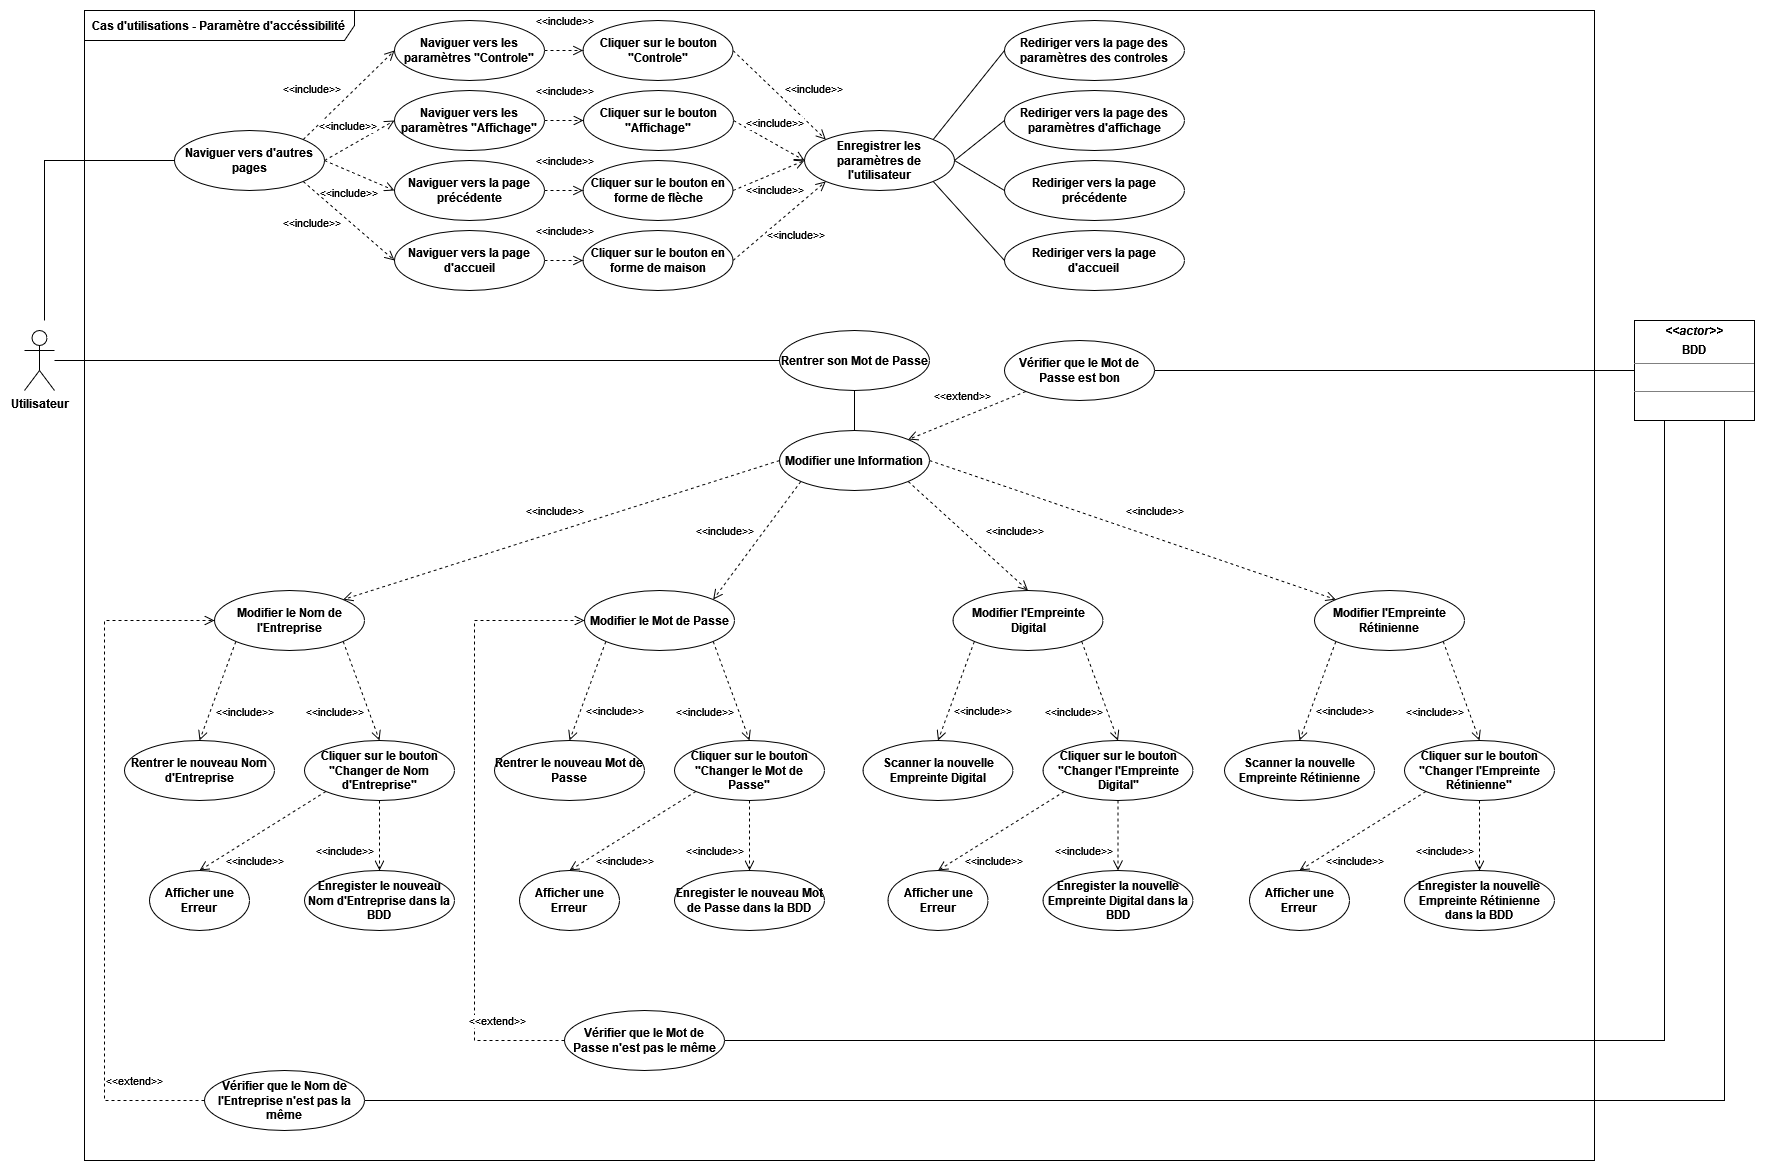 Cas d'utilisations - Paramètre d'accéssibilité
<<include>>
Naviguer vers les
paramètres "Controle"
Cliquer sur le bouton
"Controle"
Rediriger vers la page des
paramètres des controles
<<include>>
<<include>>
<<include>>
Naviguer vers les
paramètres "Affichage"
Cliquer sur le bouton
"Affichage"
Rediriger vers la page des
paramètres d'affichage
<<include>>
<<include>>
Naviguer vers d'autres
pages
<<include>>
Enregistrer les
paramètres de
l'utilisateur
Naviguer vers la page
précédente
Cliquer sur le bouton en
forme de flèche
Rediriger vers la page
précédente
<<include>>
<<include>>
<<include>>
<<include>>
<<include>>
Naviguer vers la page
d'accueil
Cliquer sur le bouton en
forme de maison
Rediriger vers la page
d'accueil
<<actor>>
BDD
Utilisateur
Rentrer son Mot de Passe
Vérifier que le Mot de
Passe est bon
<<extend>>
Modifier une Information
<<include>>
<<include>>
<<include>>
<<include>>
Modifier le Nom de
l'Entreprise
Modifier le Mot de Passe
Modifier l'Empreinte
Digital
Modifier l'Empreinte
Rétinienne
<<include>>
<<include>>
<<include>>
<<include>>
<<include>>
<<include>>
<<include>>
<<include>>
Rentrer le nouveau Nom
d'Entreprise
Cliquer sur le bouton
"Changer de Nom
d'Entreprise"
Rentrer le nouveau Mot de
Passe
Cliquer sur le bouton
"Changer le Mot de
Passe"
Scanner la nouvelle
Empreinte Digital
Cliquer sur le bouton
"Changer l'Empreinte
Digital"
Scanner la nouvelle
Empreinte Rétinienne
Cliquer sur le bouton
"Changer l'Empreinte
Rétinienne"
<<include>>
<<include>>
<<include>>
<<include>>
<<include>>
<<include>>
<<include>>
<<include>>
Afficher une
Erreur
Enregister le nouveau
Nom d'Entreprise dans la
BDD
Afficher une
Erreur
Enregister le nouveau Mot
de Passe dans la BDD
Afficher une
Erreur
Enregister la nouvelle
Empreinte Digital dans la
BDD
Afficher une
Erreur
Enregister la nouvelle
Empreinte Rétinienne
dans la BDD
<<extend>>
Vérifier que le Mot de
Passe n'est pas le même
<<extend>>
Vérifier que le Nom de
l'Entreprise n'est pas la
même